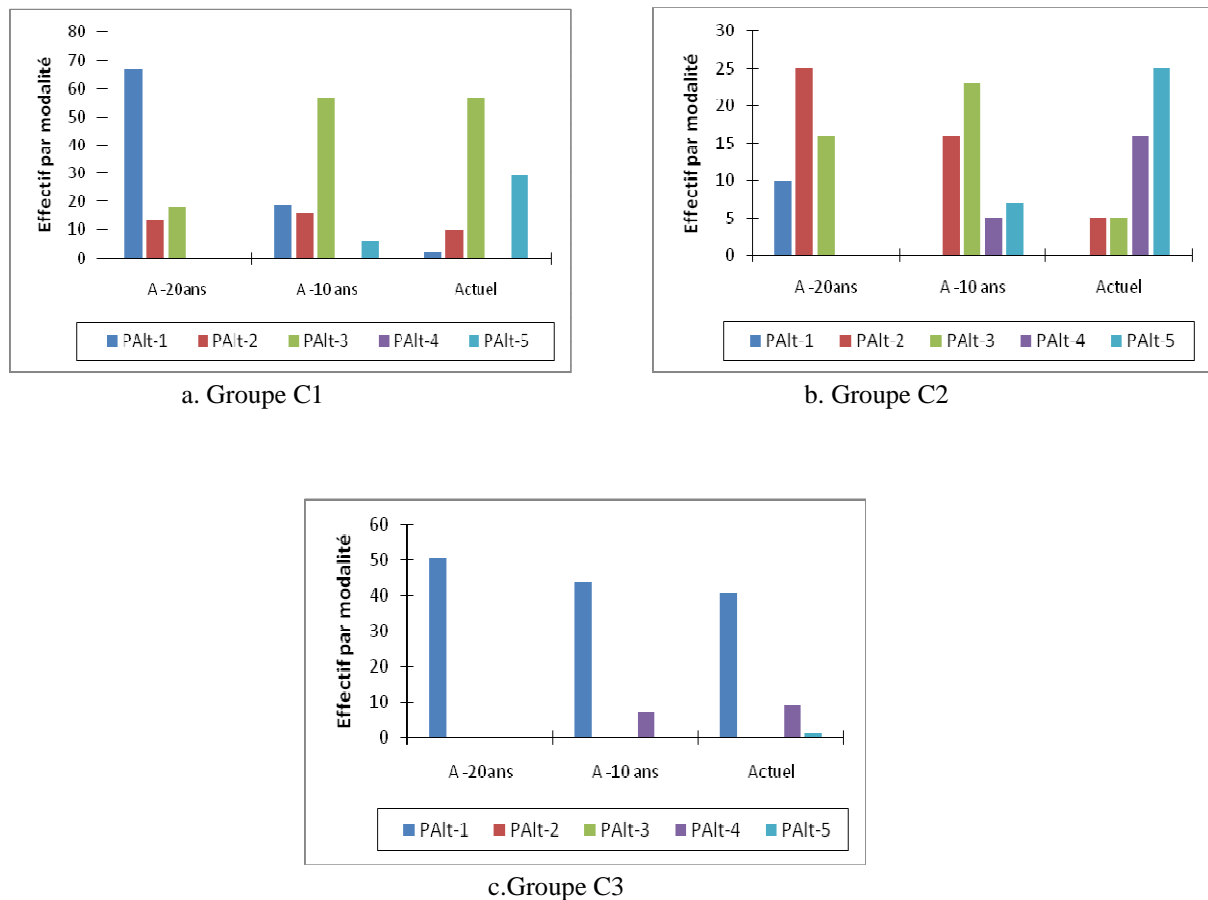 Effectif par modalité
80
70
60
50
40
30
20
10
0
A -20ans A -10 ans Actuel
PAlt-1 PAlt-2 PAlt-3 PAlt-4 PAlt-5
a. Groupe C1
Effectif par modalité
30
25
20
15
10
5
0
A -20ans A -10 ans Actuel
PAlt-1 PAlt-2 PAlt-3 PAlt-4 PAlt-5
b. Groupe C2
Effectif par modalité
60
50
40
30
20
10
0
A -20ans A -10 ans Actuel
PAlt-1 PAlt-2 PAlt-3 PAlt-4 PAlt-5
c.Groupe C3